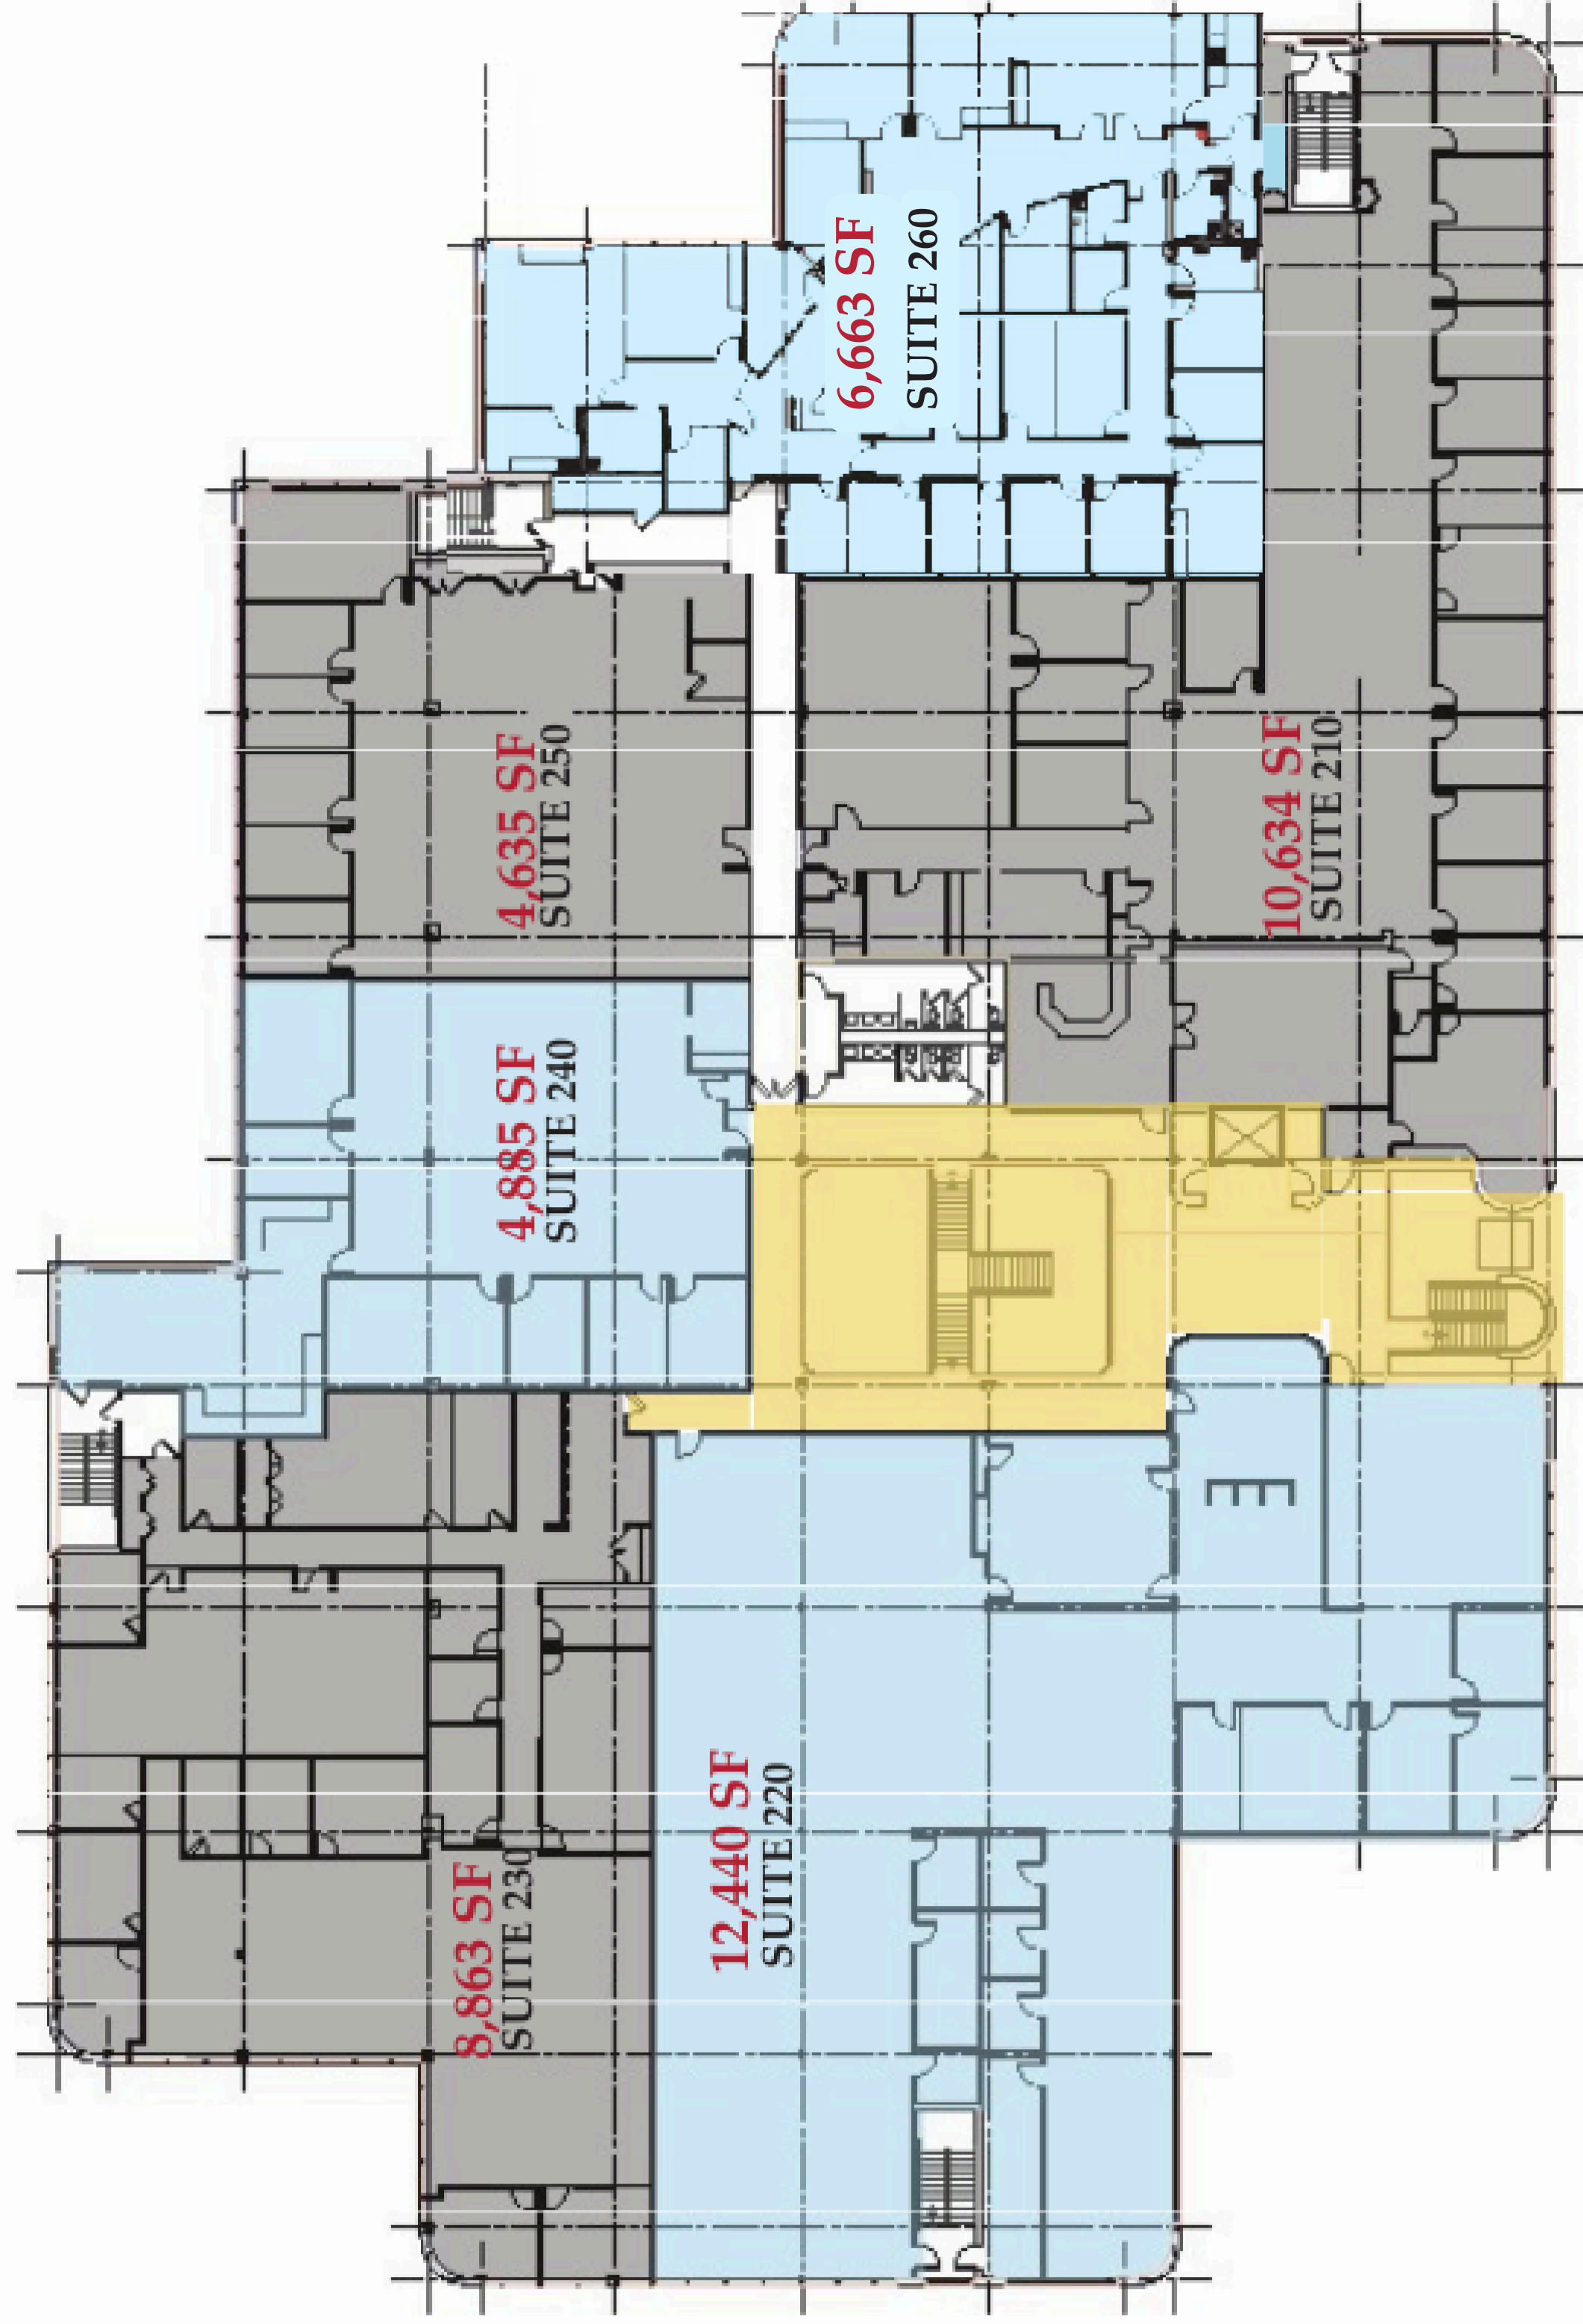 6,663 SF
SUITE 260
4,635 SF
SUITE 250
10,634 SF
SUITE 210
4,885 SF
SUITE 240
12,440 SF
SUITE 220
8,863 SF
SUITE 230